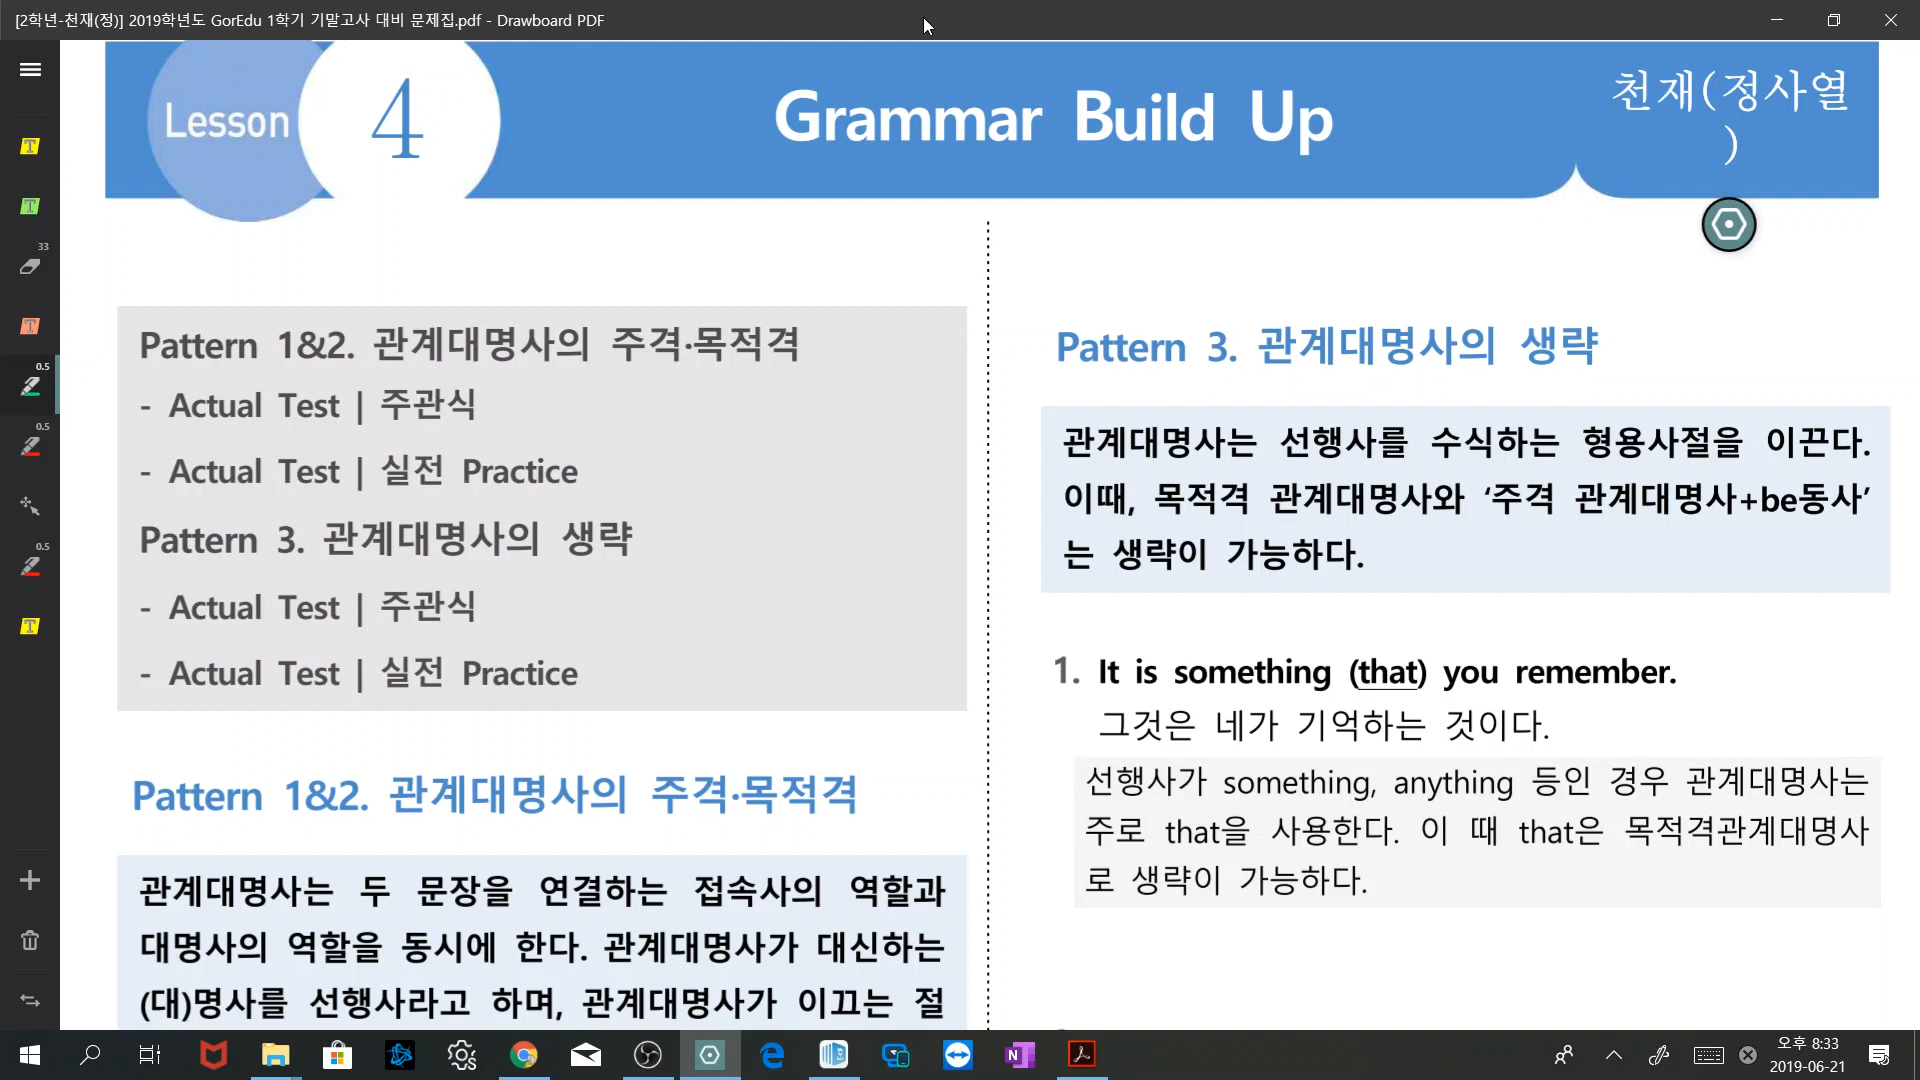 [2학년-천재(정)] 2019학년도 GorEdu 1학기 기말고사 대비 문제집.pdf - Drawboard PDF
Lesson 4
Grammar Build Up
천재(정사열
)
33
0.5
0.5
0.5
Pattern 1&2. 관계대명사의 주격·목적격
- Actual Test | 주관식
- Actual Test | 실전 Practice
Pattern 3. 관계대명사의 생략
- Actual Test | 주관식
- Actual Test | 실전 Practice
Pattern 1&2. 관계대명사의 주격·목적격
관계대명사는 두 문장을 연결하는 접속사의 역할과
대명사의 역할을 동시에 한다. 관계대명사가 대신하는
(대)명사를 선행사라고 하며, 관계대명사가 이끄는 절
Pattern 3. 관계대명사의 생략
관계대명사는 선행사를 수식하는 형용사절을 이끈다.
이때, 목적격 관계대명사와 ‘주격 관계대명사+be동사’
는 생략이 가능하다.
1. It is something (that) you remember.
그것은 네가 기억하는 것이다.
선행사가 something, anything 등인 경우 관계대명사는
주로 that을 사용한다. 이 때 that은 목적격관계대명사
로 생략이 가능하다.
오후 8:33
2019-06-21